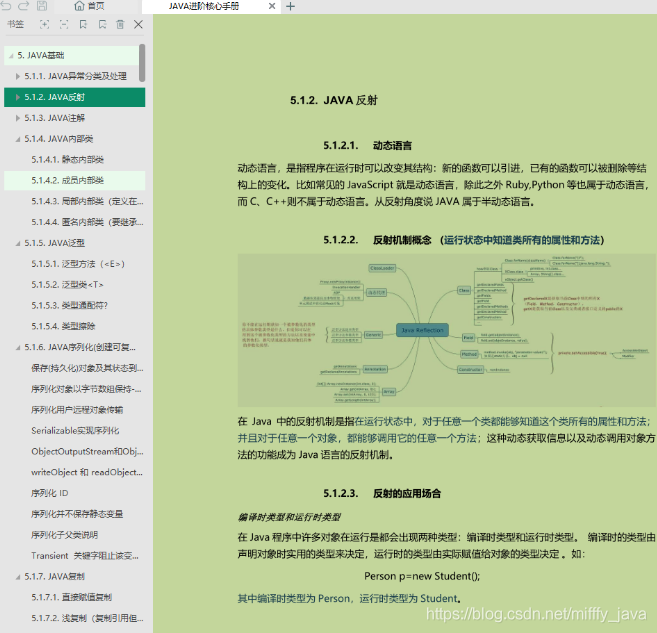 首页
JAVA进阶核心手册
书签
5. JAVA基础
5.1.1. JAVA异常分类及处理
5.1.2. JAVA反射
5.1.3. JAVA注解
5.1.4. JAVA内部类
5.1.4.1. 静态内部类
5.1.4.2. 成员内部类
5.1.4.3. 局部内部类（定义在...
5.1.4.4. 匿名内部类（要继承...
5.1.5. JAVA泛型
5.1.5.1. 泛型方法（<E>）
5.1.5.2. 泛型类<T>
5.1.5.3. 类型通配符?
5.1.5.4. 类型擦除
5.1.6. JAVA序列化(创建可复...
保存(持久化)对象及其状态到...
序列化对象以字节数组保持-...
序列化用户远程对象传输
Serializable实现序列化
ObjectOutputStream和Obj...
writeObject 和 readObject...
序列化 ID
序列化并不保存静态变量
序列化子父类说明
Transient 关键字阻止该变...
5.1.7. JAVA复制
5.1.7.1. 直接赋值复制
5.1.7.2. 浅复制（复制引用但...
5.1.2. JAVA 反射
5.1.2.1. 动态语言
动态语言，是指程序在运行时可以改变其结构：新的函数可以引进，已有的函数可以被删除等结
构上的变化。比如常见的 JavaScript 就是动态语言，除此之外 Ruby,Python 等也属于动态语言，
而 C、C++则不属于动态语言。从反射角度说 JAVA 属于半动态语言。
5.1.2.2. 反射机制概念 （运行状态中知道类所有的属性和方法）
ClassLoader
Class
Java Reflection
Field
Method
Constructor
Generic
Annotation
Array
在 Java 中的反射机制是指在运行状态中，对于任意一个类都能够知道这个类所有的属性和方法；
并且对于任意一个对象，都能够调用它的任意一个方法；这种动态获取信息以及动态调用对象方
法的功能成为 Java 语言的反射机制。
5.1.2.3. 反射的应用场合
编译时类型和运行时类型
在 Java 程序中许多对象在运行是都会出现两种类型：编译时类型和运行时类型。 编译时的类型由
声明对象时实用的类型来决定，运行时的类型由实际赋值给对象的类型决定 。如：
Person p=new Student();
其中编译时类型为 Person，运行时类型为 Student。
https://blog.csdn.net/mifffy_java